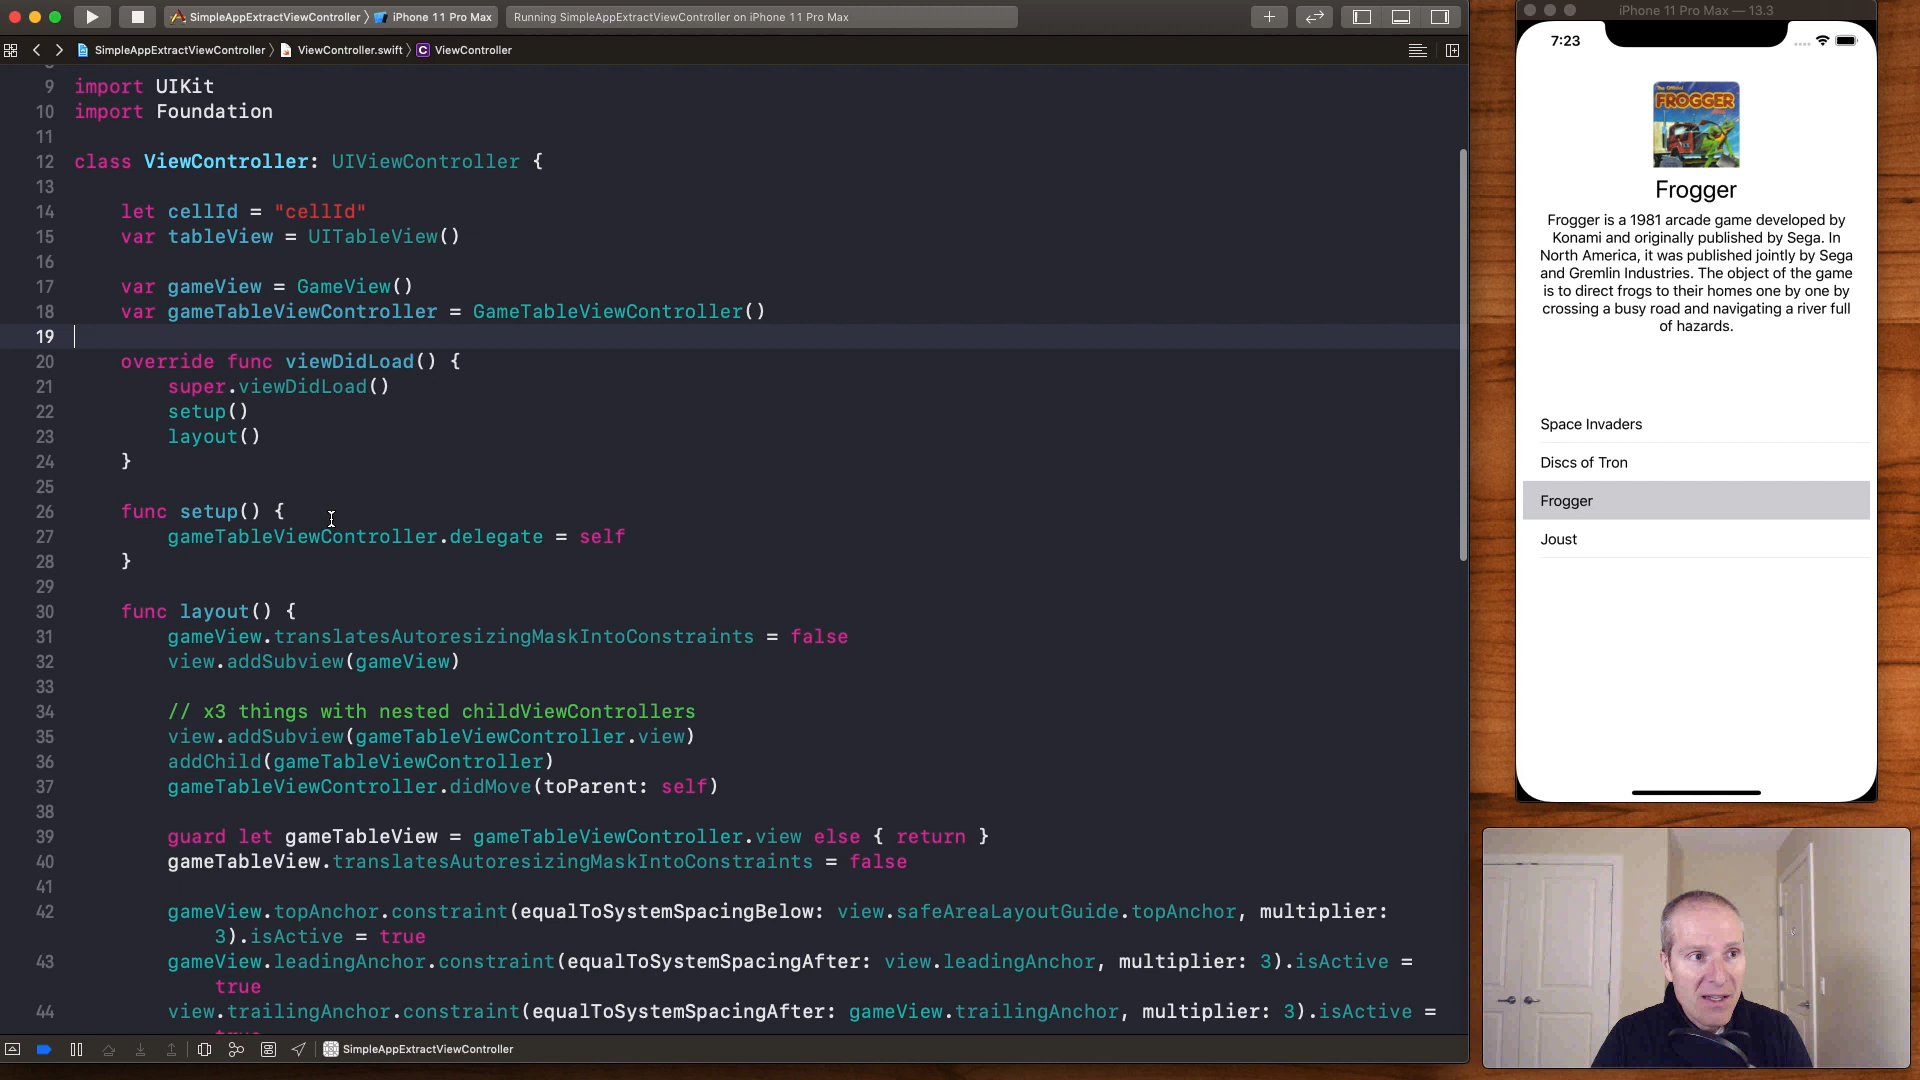 SimpleAppExtractViewController 〉 iPhone 11 Pro Max
Running SimpleAppExtractViewController on iPhone 11 Pro Max
SimpleAppExtractViewController 〉 ViewController.swift 〉 C ViewController
9 import UIKit
10 import Foundation
11
12 class ViewController: UIViewController {
13
14 let cellId = "cellId"
15 var tableView = UITableView()
16
17 var gameView = GameView()
18 var gameTableViewController = GameTableViewController()
19
20 override func viewDidLoad() {
21 super.viewDidLoad()
22 setup()
23 layout()
24 }
25
26 func setup() {
27 gameTableViewController.delegate = self
28 }
29
30 func layout() {
31 gameView.translatesAutoresizingMaskIntoConstraints = false
32 view.addSubview(gameView)
33
34 // x3 things with nested childViewControllers
35 view.addSubview(gameTableViewController.view)
36 addChild(gameTableViewController)
37 gameTableViewController.didMove(toParent: self)
38
39 guard let gameTableView = gameTableViewController.view else { return }
40 gameTableView.translatesAutoresizingMaskIntoConstraints = false
41
42 gameView.topAnchor.constraint(equalToSystemSpacingBelow: view.safeAreaLayoutGuide.topAnchor, multiplier:
3).isActive = true
43 gameView.leadingAnchor.constraint(equalToSystemSpacingAfter: view.leadingAnchor, multiplier: 3).isActive =
true
44 view.trailingAnchor.constraint(equalToSystemSpacingAfter: gameView.trailingAnchor, multiplier: 3).isActive =
SimpleAppExtractViewController
iPhone 11 Pro Max — 13.3
7:23
The Official
FROGGER
Frogger
Frogger is a 1981 arcade game developed by
Konami and originally published by Sega. In
North America, it was published jointly by Sega
and Gremlin Industries. The object of the game
is to direct frogs to their homes one by one by
crossing a busy road and navigating a river full
of hazards.
Space Invaders
Discs of Tron
Frogger
Joust